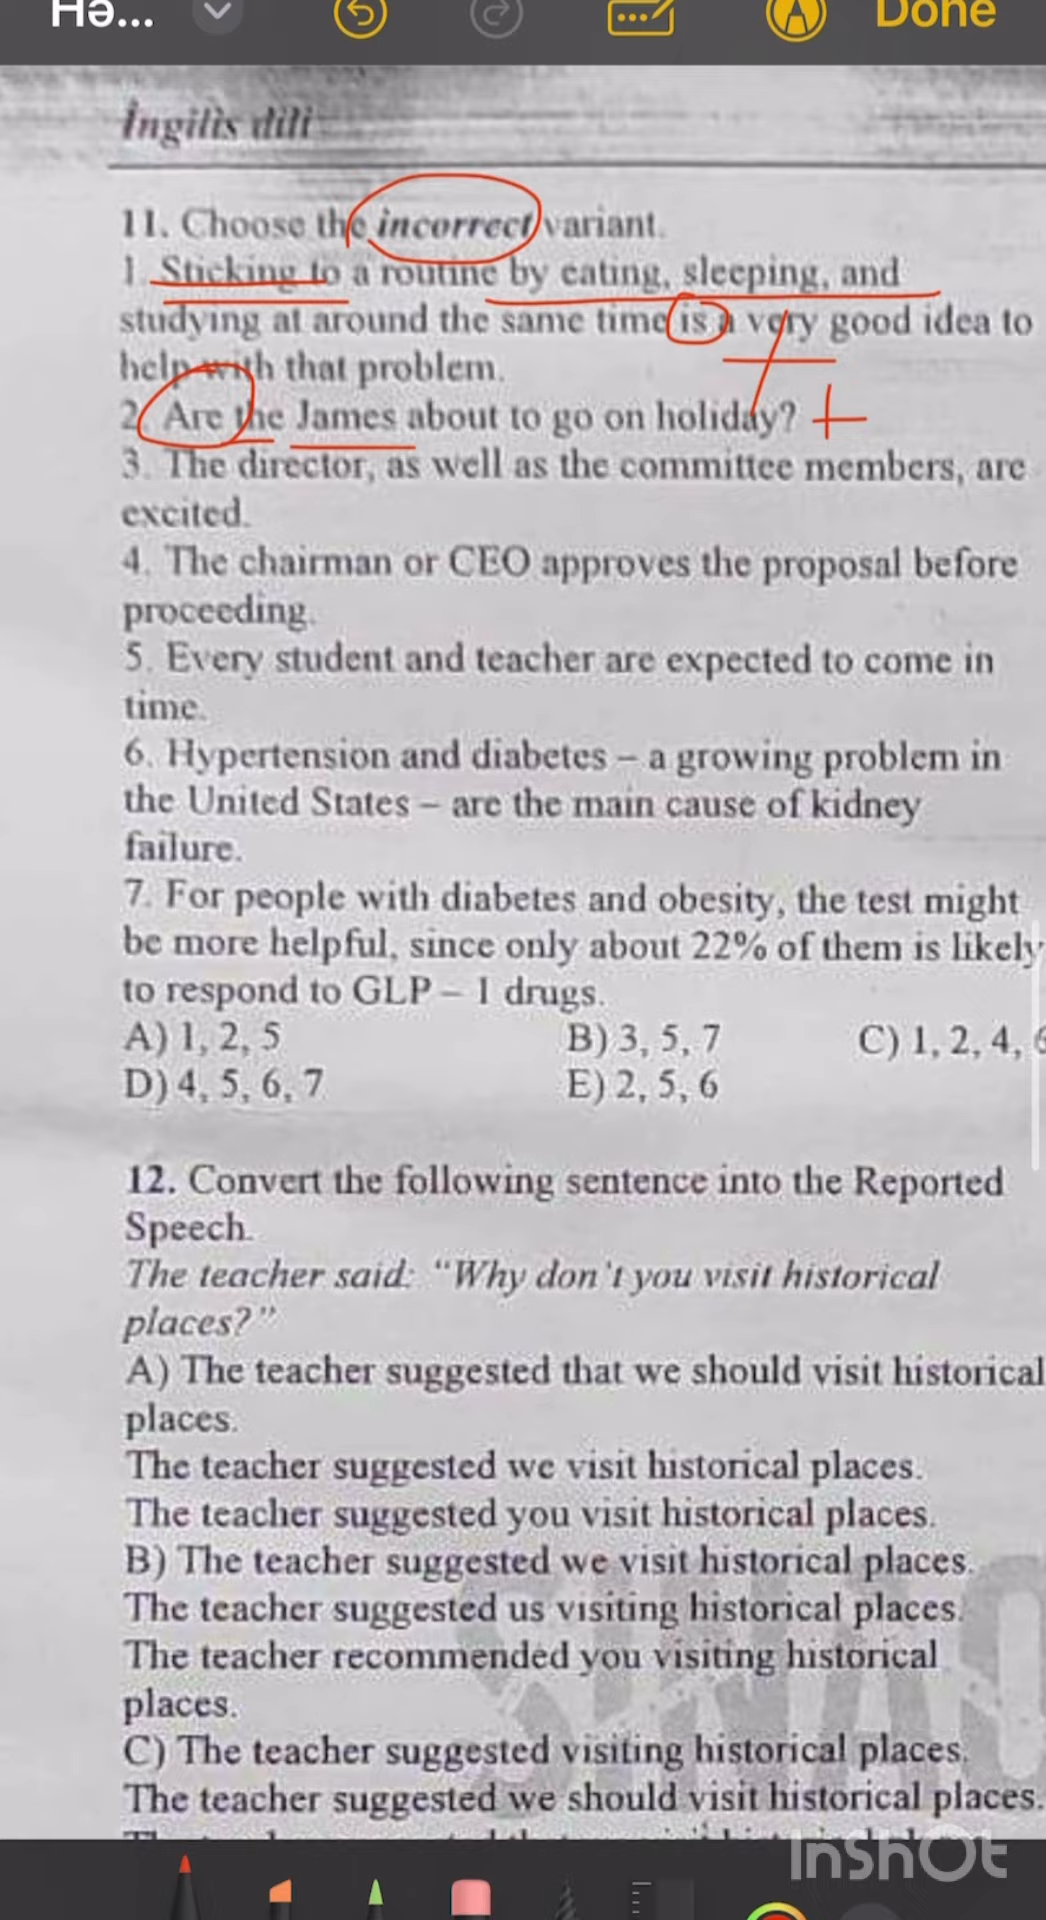 Hə...
Done
İngilis dili
11. Choose the incorrect variant.
1. Sticking to a routine by eating, sleeping, and
studying at around the same time is a very good idea to
help with that problem.
2. Are the James about to go on holiday?
3. The director, as well as the committee members, are
excited.
4. The chairman or CEO approves the proposal before
proceeding.
5. Every student and teacher are expected to come in
time.
6. Hypertension and diabetes – a growing problem in
the United States – are the main cause of kidney
failure.
7. For people with diabetes and obesity, the test might
be more helpful, since only about 22% of them is likely
to respond to GLP – 1 drugs.
A) 1, 2, 5 B) 3, 5, 7 C) 1, 2, 4, 6
D) 4, 5, 6, 7 E) 2, 5, 6
12. Convert the following sentence into the Reported
Speech.
The teacher said: “Why don't you visit historical
places?”
A) The teacher suggested that we should visit historical
places.
The teacher suggested we visit historical places.
The teacher suggested you visit historical places.
B) The teacher suggested we visit historical places.
The teacher suggested us visiting historical places.
The teacher recommended you visiting historical
places.
C) The teacher suggested visiting historical places.
The teacher suggested we should visit historical places.
InShOt